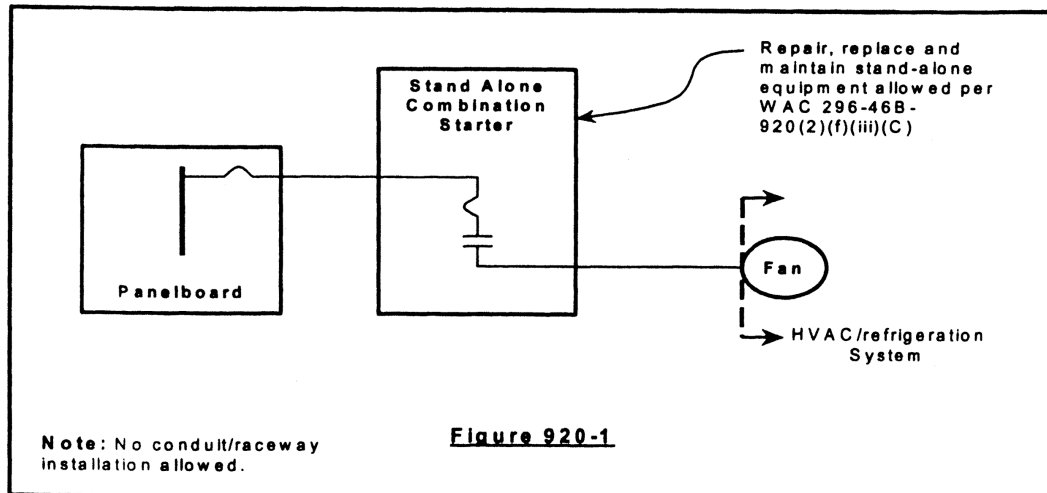 Repair, replace and
maintain stand-alone
equipment allowed per
WAC 296-46B-
920(2)(f)(iii)(C)
Stand Alone
Combination
Starter
Panelboard
Fan
HVAC/refrigeration
System
Note: No conduit/raceway
installation allowed.
Figure 920-1